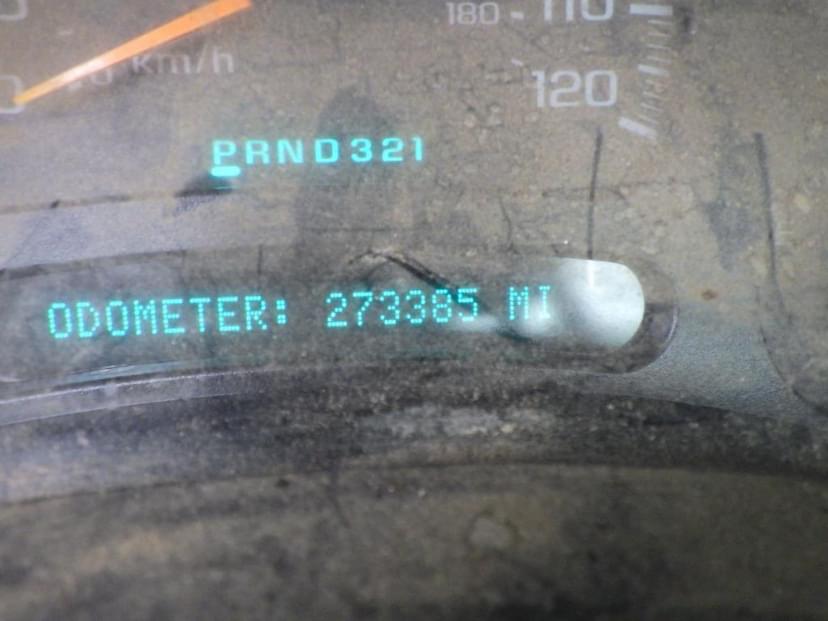 180 110
km/h
120
PRND321
ODOMETER: 273385 MI